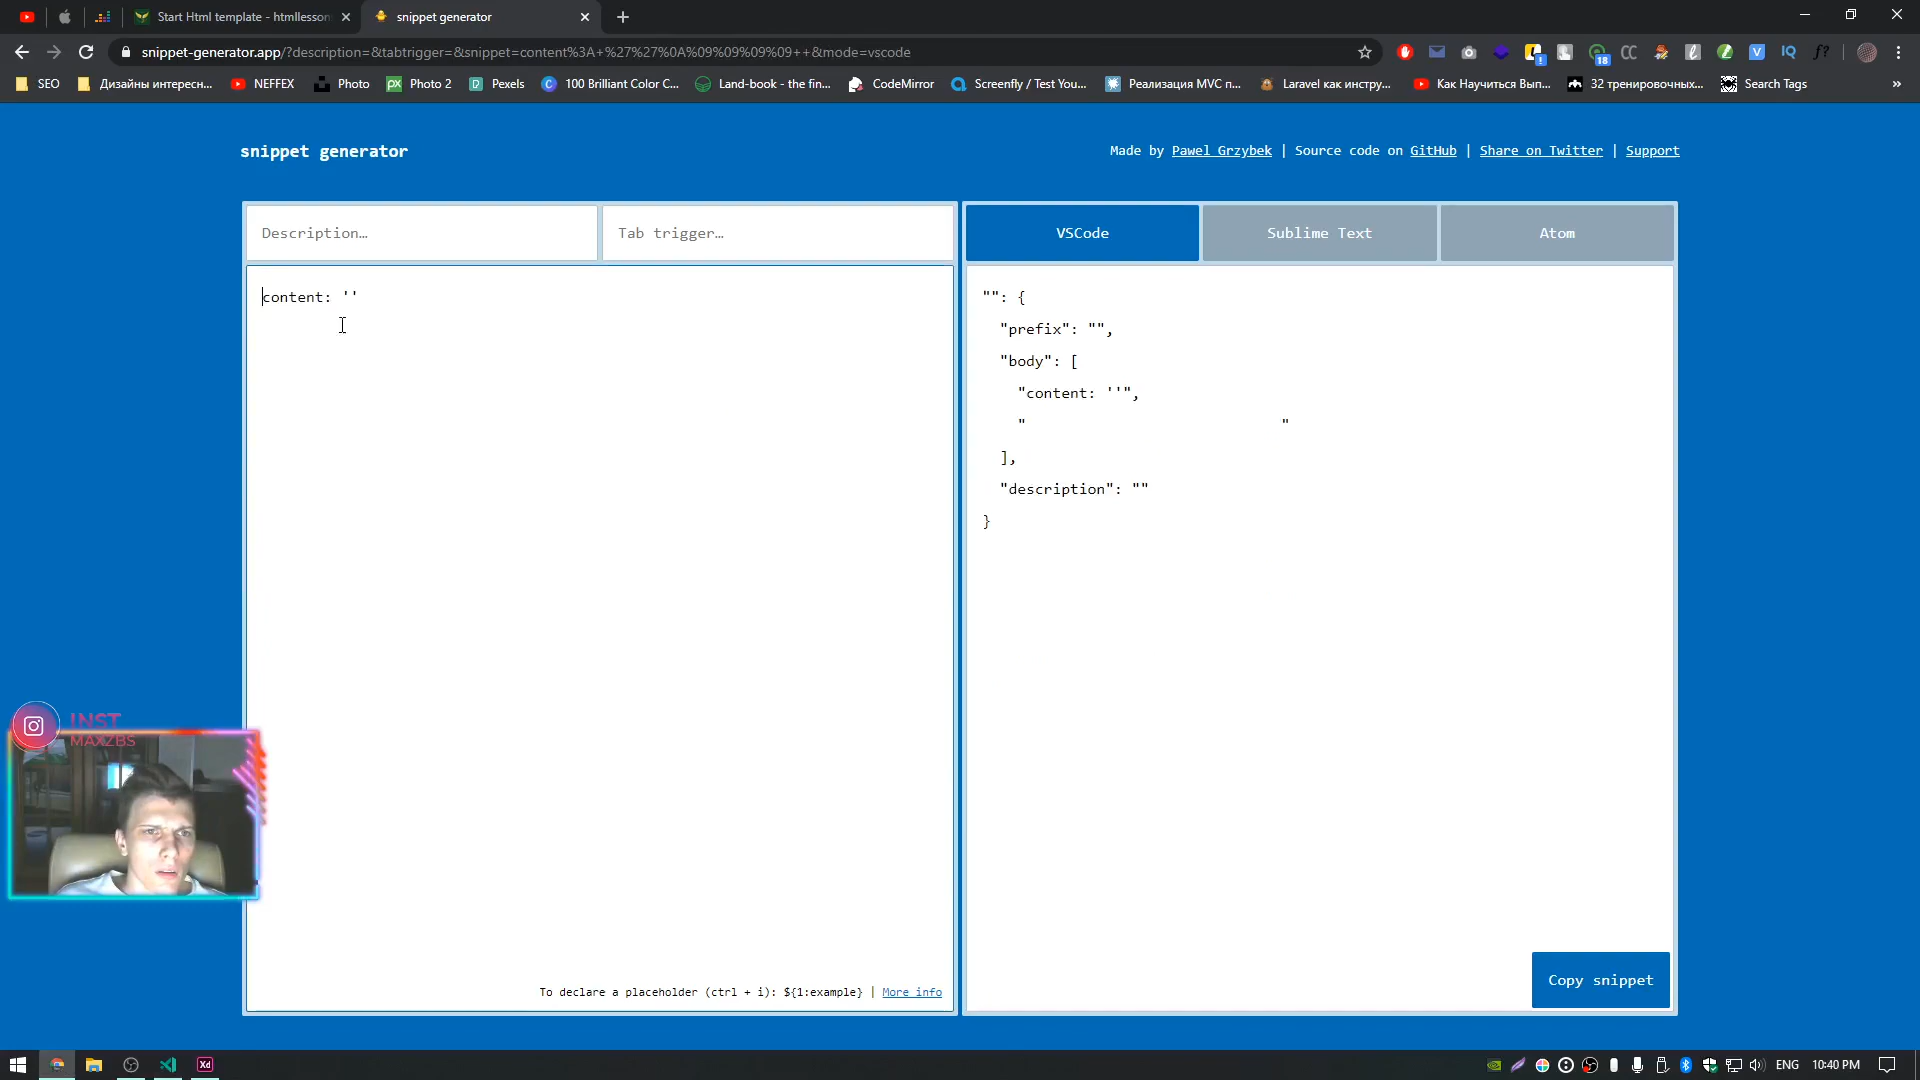 Start Html template - htmllesson
snippet generator
snippet-generator.app/?description=&tabtrigger=&snippet=content%3A+%27%27%0A%09%09%09%09++&mode=vscode
18
V
IQ
f?
SEO
Дизайны интересн...
NEFFEX
Photo
px
Photo 2
Pexels
100 Brilliant Color C...
Land-book - the fin...
CodeMirror
Screenfly / Test You...
Реализация MVC п...
Laravel как инстру...
Как Научиться Вып...
32 тренировочных...
Search Tags
»
snippet generator
Made by Pawel Grzybek | Source code on GitHub | Share on Twitter | Support
Description…
Tab trigger…
VSCode
Sublime Text
Atom
content: ''
"": {
"prefix": "",
"body": [
"content: ''",
" "
],
"description": ""
}
INST
MAXZBS
To declare a placeholder (ctrl + i): ${1:example} | More info
Copy snippet
Xd
ENG
10:40 PM